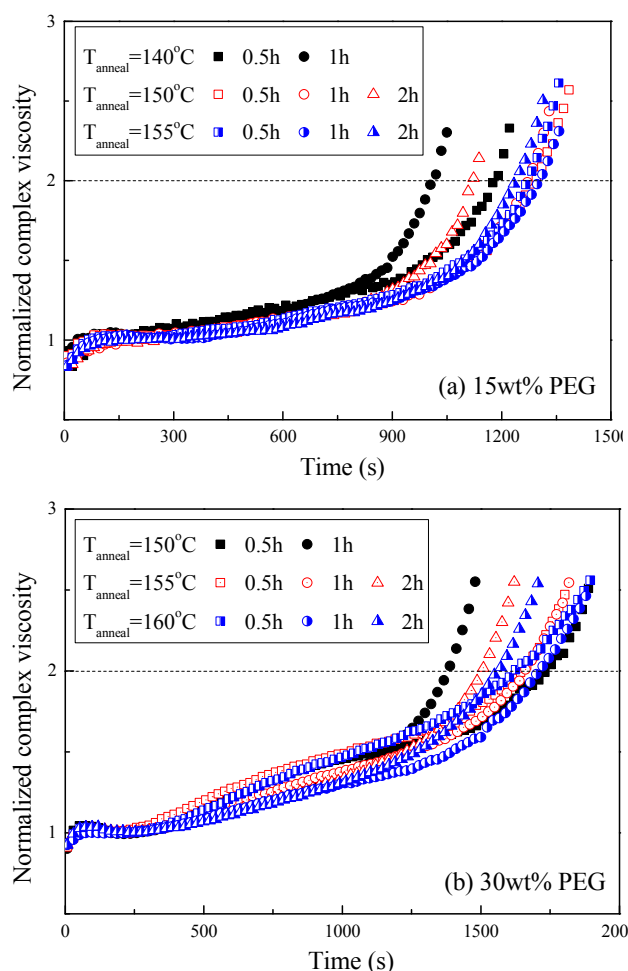 3
T_anneal=140°C 0.5h 1h
T_anneal=150°C 0.5h 1h 2h
T_anneal=155°C 0.5h 1h 2h
2
1
Normalized complex viscosity
(a) 15wt% PEG
0 300 600 900 1200 1500
Time (s)
3
T_anneal=150°C 0.5h 1h
T_anneal=155°C 0.5h 1h 2h
T_anneal=160°C 0.5h 1h 2h
2
1
Normalized complex viscosity
(b) 30wt% PEG
0 500 1000 1500 200
Time (s)